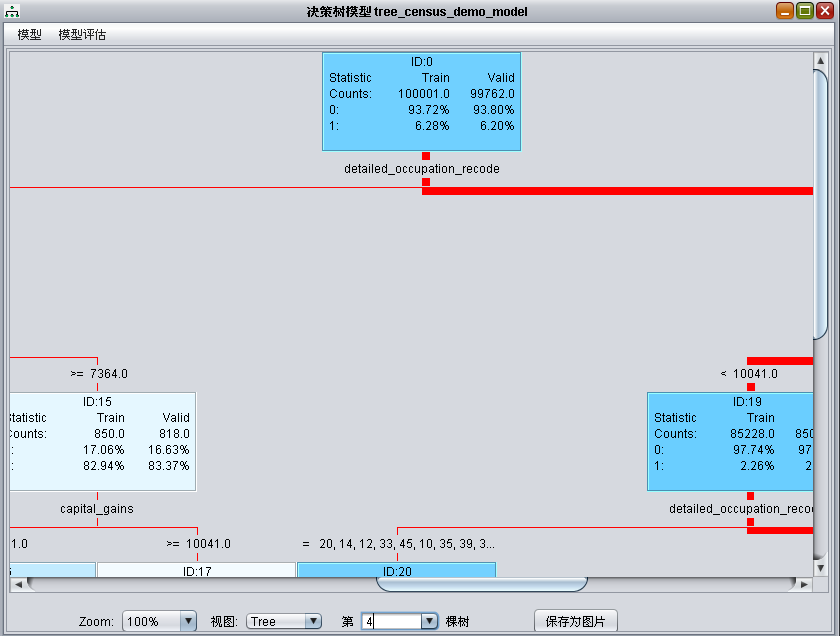 决策树模型 tree_census_demo_model
模型 模型评估
ID:0
Statistic Train Valid
Counts: 100001.0 99762.0
0: 93.72% 93.80%
1: 6.28% 6.20%
detailed_occupation_recode
>= 7364.0
< 10041.0
ID:15
Statistic Train Valid
Counts: 850.0 818.0
: 17.06% 16.63%
: 82.94% 83.37%
ID:19
Statistic Train
Counts: 85228.0 850
0: 97.74% 97
1: 2.26% 2
capital_gains
detailed_occupation_reco
1.0
>= 10041.0
= 20, 14, 12, 33, 45, 10, 35, 39, 3...
ID:17
ID:20
Zoom: 100% 视图: Tree 第 4 棵树 保存为图片